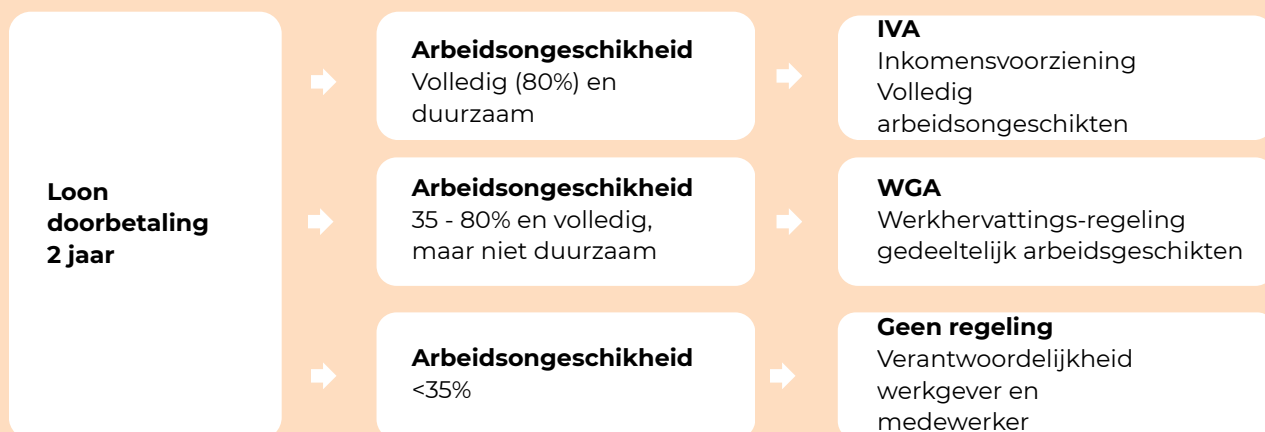 Loon
doorbetaling
2 jaar
Arbeidsongeschikheid
Volledig (80%) en
duurzaam
IVA
Inkomensvoorziening
Volledig
arbeidsongeschikten
Arbeidsongeschikheid
35 - 80% en volledig,
maar niet duurzaam
WGA
Werkhervattings-regeling
gedeeltelijk arbeidsgeschikten
Arbeidsongeschikheid
<35%
Geen regeling
Verantwoordelijkheid
werkgever en
medewerker